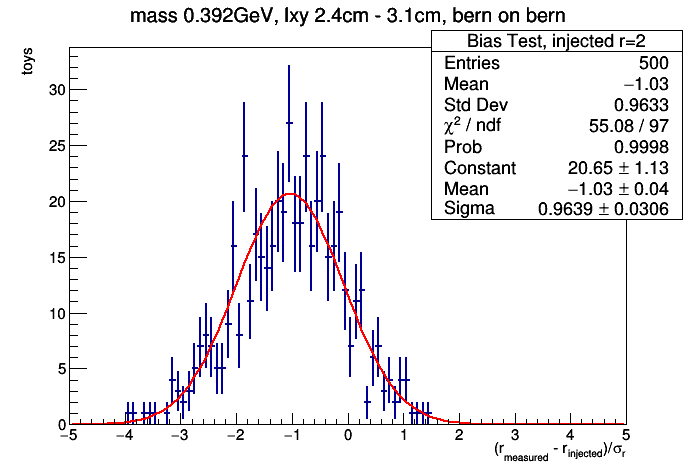 mass 0.392GeV, lxy 2.4cm - 3.1cm, bern on bern
Bias Test, injected r=2
Entries 500
Mean −1.03
Std Dev 0.9633
χ² / ndf 55.08 / 97
Prob 0.9998
Constant 20.65 ± 1.13
Mean −1.03 ± 0.04
Sigma 0.9639 ± 0.0306
toys
30
25
20
15
10
5
0
−5 −4 −3 −2 −1 0 1 2 3 4 5
(r_measured - r_injected)/σ_r